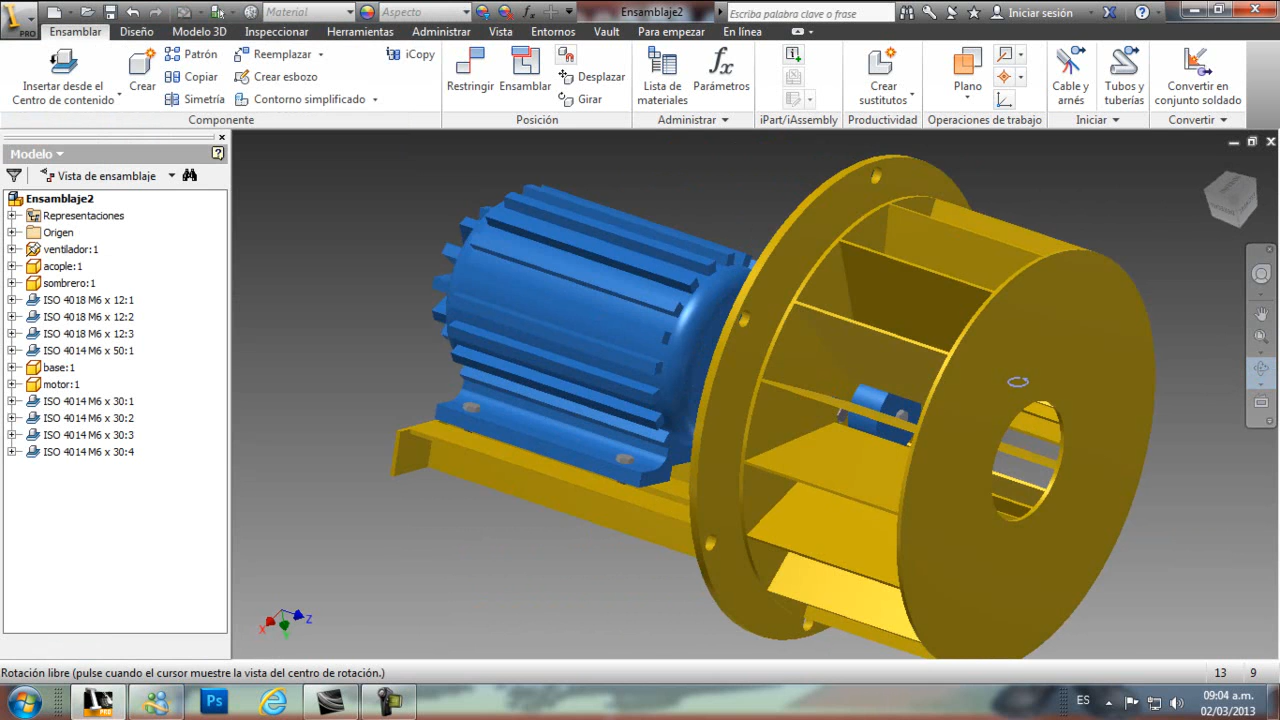 PRO
Material
Aspecto
Ensamblaje2
Escriba palabra clave o frase
Iniciar sesión
Ensamblar
Diseño
Modelo 3D
Inspeccionar
Herramientas
Administrar
Vista
Entornos
Vault
Para empezar
En línea
Insertar desde el
Centro de contenido
Crear
Patrón
Copiar
Simetría
Reemplazar
Crear esbozo
Contorno simplificado
iCopy
Componente
Restringir
Ensamblar
Desplazar
Girar
Posición
Lista de
materiales
Parámetros
Administrar
iPart/iAssembly
Crear
sustitutos
Productividad
Plano
Operaciones de trabajo
Cable y
arnés
Tubos y
tuberías
Iniciar
Convertir en
conjunto soldado
Convertir
Modelo
Vista de ensamblaje
Ensamblaje2
Representaciones
Origen
ventilador:1
acople:1
sombrero:1
ISO 4018 M6 x 12:1
ISO 4018 M6 x 12:2
ISO 4018 M6 x 12:3
ISO 4014 M6 x 50:1
base:1
motor:1
ISO 4014 M6 x 30:1
ISO 4014 M6 x 30:2
ISO 4014 M6 x 30:3
ISO 4014 M6 x 30:4
X
Y
Z
Rotación libre (pulse cuando el cursor muestre la vista del centro de rotación.)
13
9
Ps
ES
09:04 a.m.
02/03/2013